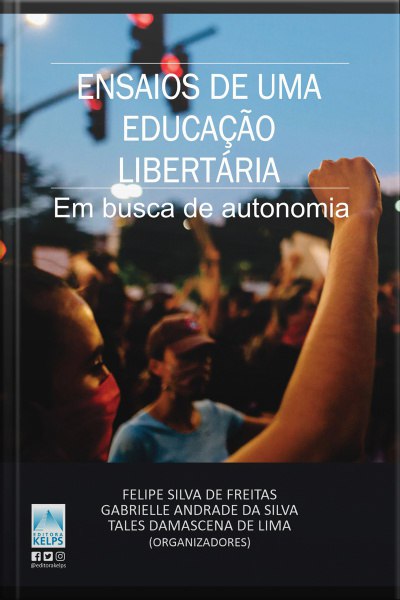 ENSAIOS DE UMA
EDUCAÇÃO
LIBERTÁRIA
Em busca de autonomia
FELIPE SILVA DE FREITAS
GABRIELLE ANDRADE DA SILVA
TALES DAMASCENA DE LIMA
(ORGANIZADORES)
EDITORA
KELPS
@editorakelps